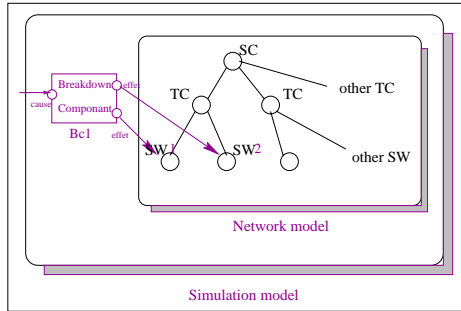 SC
Breakdown
effet
TC
TC
other TC
cause
Componant
Bc1
effet
SW1
SW2
other SW
Network model
Simulation model